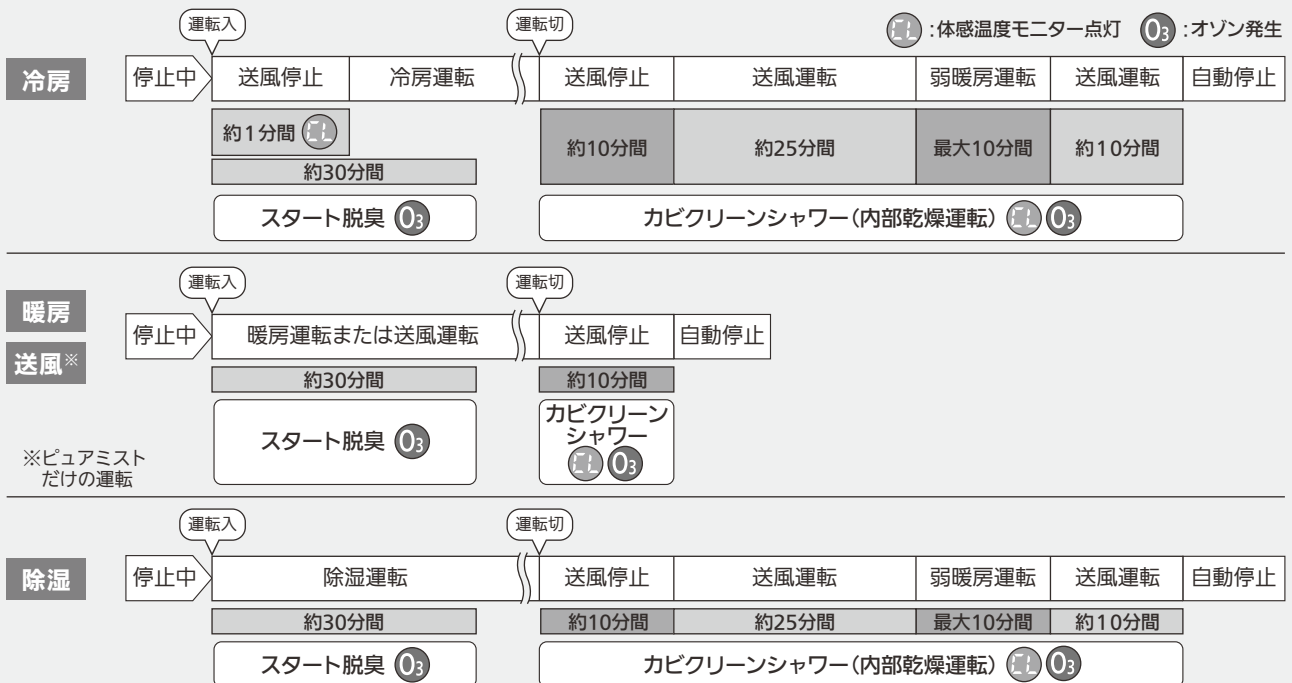 運転入
運転切
CL:体感温度モニター点灯 O3:オゾン発生
冷房
停止中 送風停止 冷房運転 送風停止 送風運転 弱暖房運転 送風運転 自動停止
約1分間 CL
約30分間
約10分間 約25分間 最大10分間 約10分間
スタート脱臭 O3
カビクリーンシャワー(内部乾燥運転) CL O3
運転入
運転切
暖房
送風※
停止中 暖房運転または送風運転 送風停止 自動停止
約30分間 約10分間
スタート脱臭 O3
カビクリーン
シャワー
CL O3
※ピュアミスト
だけの運転
運転入
運転切
除湿
停止中 除湿運転 送風停止 送風運転 弱暖房運転 送風運転 自動停止
約30分間 約10分間 約25分間 最大10分間 約10分間
スタート脱臭 O3
カビクリーンシャワー(内部乾燥運転) CL O3